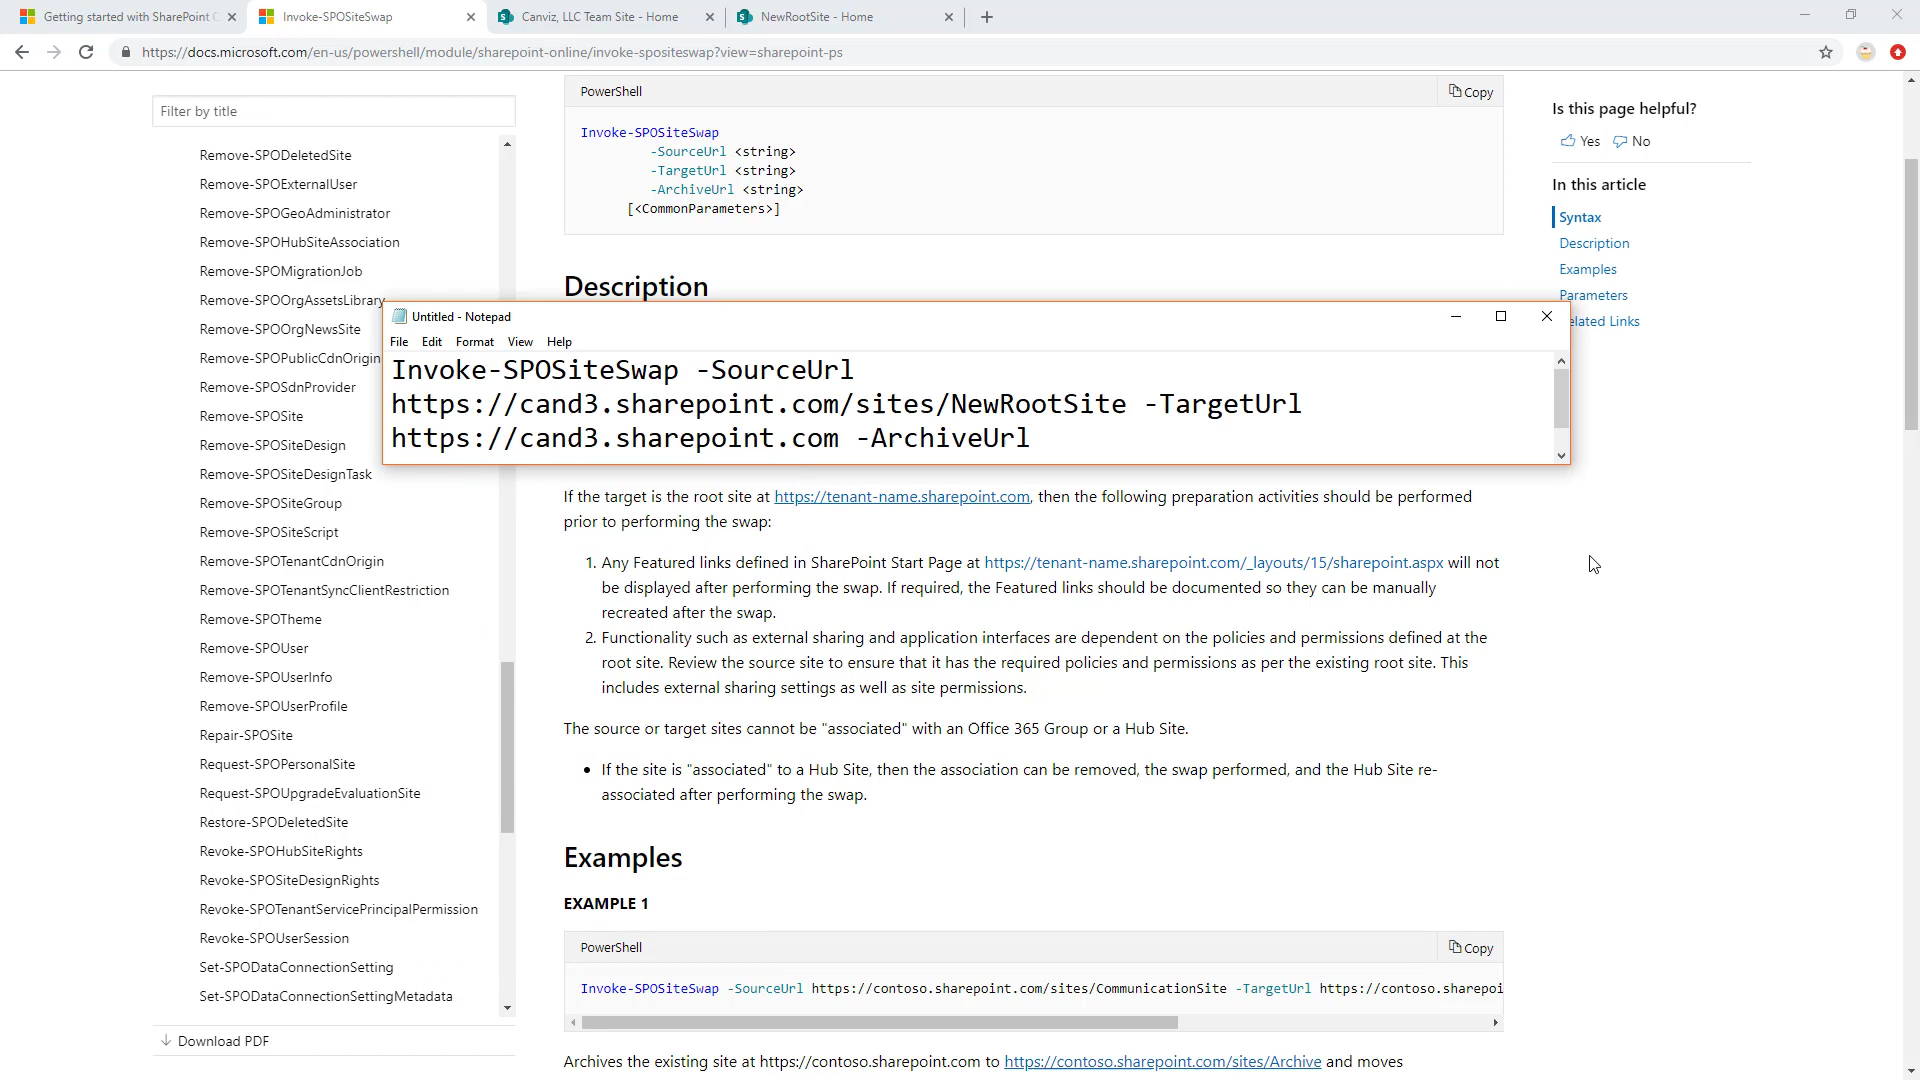 Getting started with SharePoint
Invoke-SPOSiteSwap
Canviz, LLC Team Site - Home
NewRootSite - Home
https://docs.microsoft.com/en-us/powershell/module/sharepoint-online/invoke-spositeswap?view=sharepoint-ps
Filter by title
Remove-SPODeletedSite
Remove-SPOExternalUser
Remove-SPOGeoAdministrator
Remove-SPOHubSiteAssociation
Remove-SPOMigrationJob
Remove-SPOOrgAssetsLibrary
Remove-SPOOrgNewsSite
Remove-SPOPublicCdnOrigin
Remove-SPOSdnProvider
Remove-SPOSite
Remove-SPOSiteDesign
Remove-SPOSiteDesignTask
Remove-SPOSiteGroup
Remove-SPOSiteScript
Remove-SPOTenantCdnOrigin
Remove-SPOTenantSyncClientRestriction
Remove-SPOTheme
Remove-SPOUser
Remove-SPOUserInfo
Remove-SPOUserProfile
Repair-SPOSite
Request-SPOPersonalSite
Request-SPOUpgradeEvaluationSite
Restore-SPODeletedSite
Revoke-SPOHubSiteRights
Revoke-SPOSiteDesignRights
Revoke-SPOTenantServicePrincipalPermission
Revoke-SPOUserSession
Set-SPODataConnectionSetting
Set-SPODataConnectionSettingMetadata
Download PDF
PowerShell
Copy
Invoke-SPOSiteSwap
-SourceUrl <string>
-TargetUrl <string>
-ArchiveUrl <string>
[<CommonParameters>]
Description
Untitled - Notepad
File Edit Format View Help
Invoke-SPOSiteSwap -SourceUrl
https://cand3.sharepoint.com/sites/NewRootSite -TargetUrl
https://cand3.sharepoint.com -ArchiveUrl
If the target is the root site at https://tenant-name.sharepoint.com, then the following preparation activities should be performed
prior to performing the swap:
1. Any Featured links defined in SharePoint Start Page at https://tenant-name.sharepoint.com/_layouts/15/sharepoint.aspx will not
be displayed after performing the swap. If required, the Featured links should be documented so they can be manually
recreated after the swap.
2. Functionality such as external sharing and application interfaces are dependent on the policies and permissions defined at the
root site. Review the source site to ensure that it has the required policies and permissions as per the existing root site. This
includes external sharing settings as well as site permissions.
The source or target sites cannot be "associated" with an Office 365 Group or a Hub Site.
• If the site is "associated" to a Hub Site, then the association can be removed, the swap performed, and the Hub Site re-
associated after performing the swap.
Examples
EXAMPLE 1
PowerShell
Copy
Invoke-SPOSiteSwap -SourceUrl https://contoso.sharepoint.com/sites/CommunicationSite -TargetUrl https://contoso.sharepoi
Archives the existing site at https://contoso.sharepoint.com to https://contoso.sharepoint.com/sites/Archive and moves
Is this page helpful?
Yes No
In this article
Syntax
Description
Examples
Parameters
elated Links